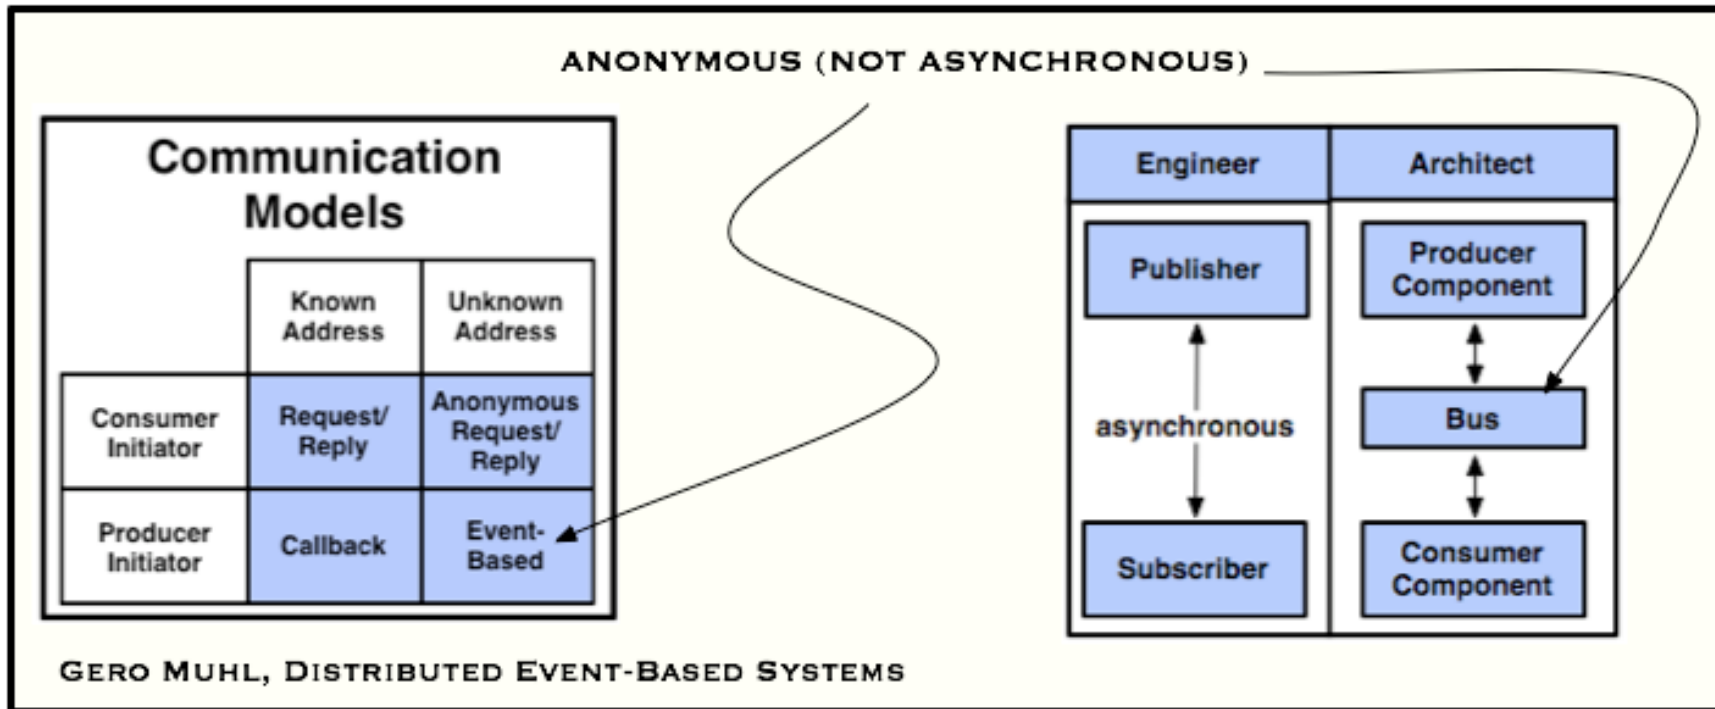 ANONYMOUS (NOT ASYNCHRONOUS)
Communication
Models
Known
Address
Unknown
Address
Consumer
Initiator
Request/
Reply
Anonymous
Request/
Reply
Producer
Initiator
Callback
Event-
Based
Engineer
Architect
Publisher
asynchronous
Subscriber
Producer
Component
Bus
Consumer
Component
GERO MUHL, DISTRIBUTED EVENT-BASED SYSTEMS